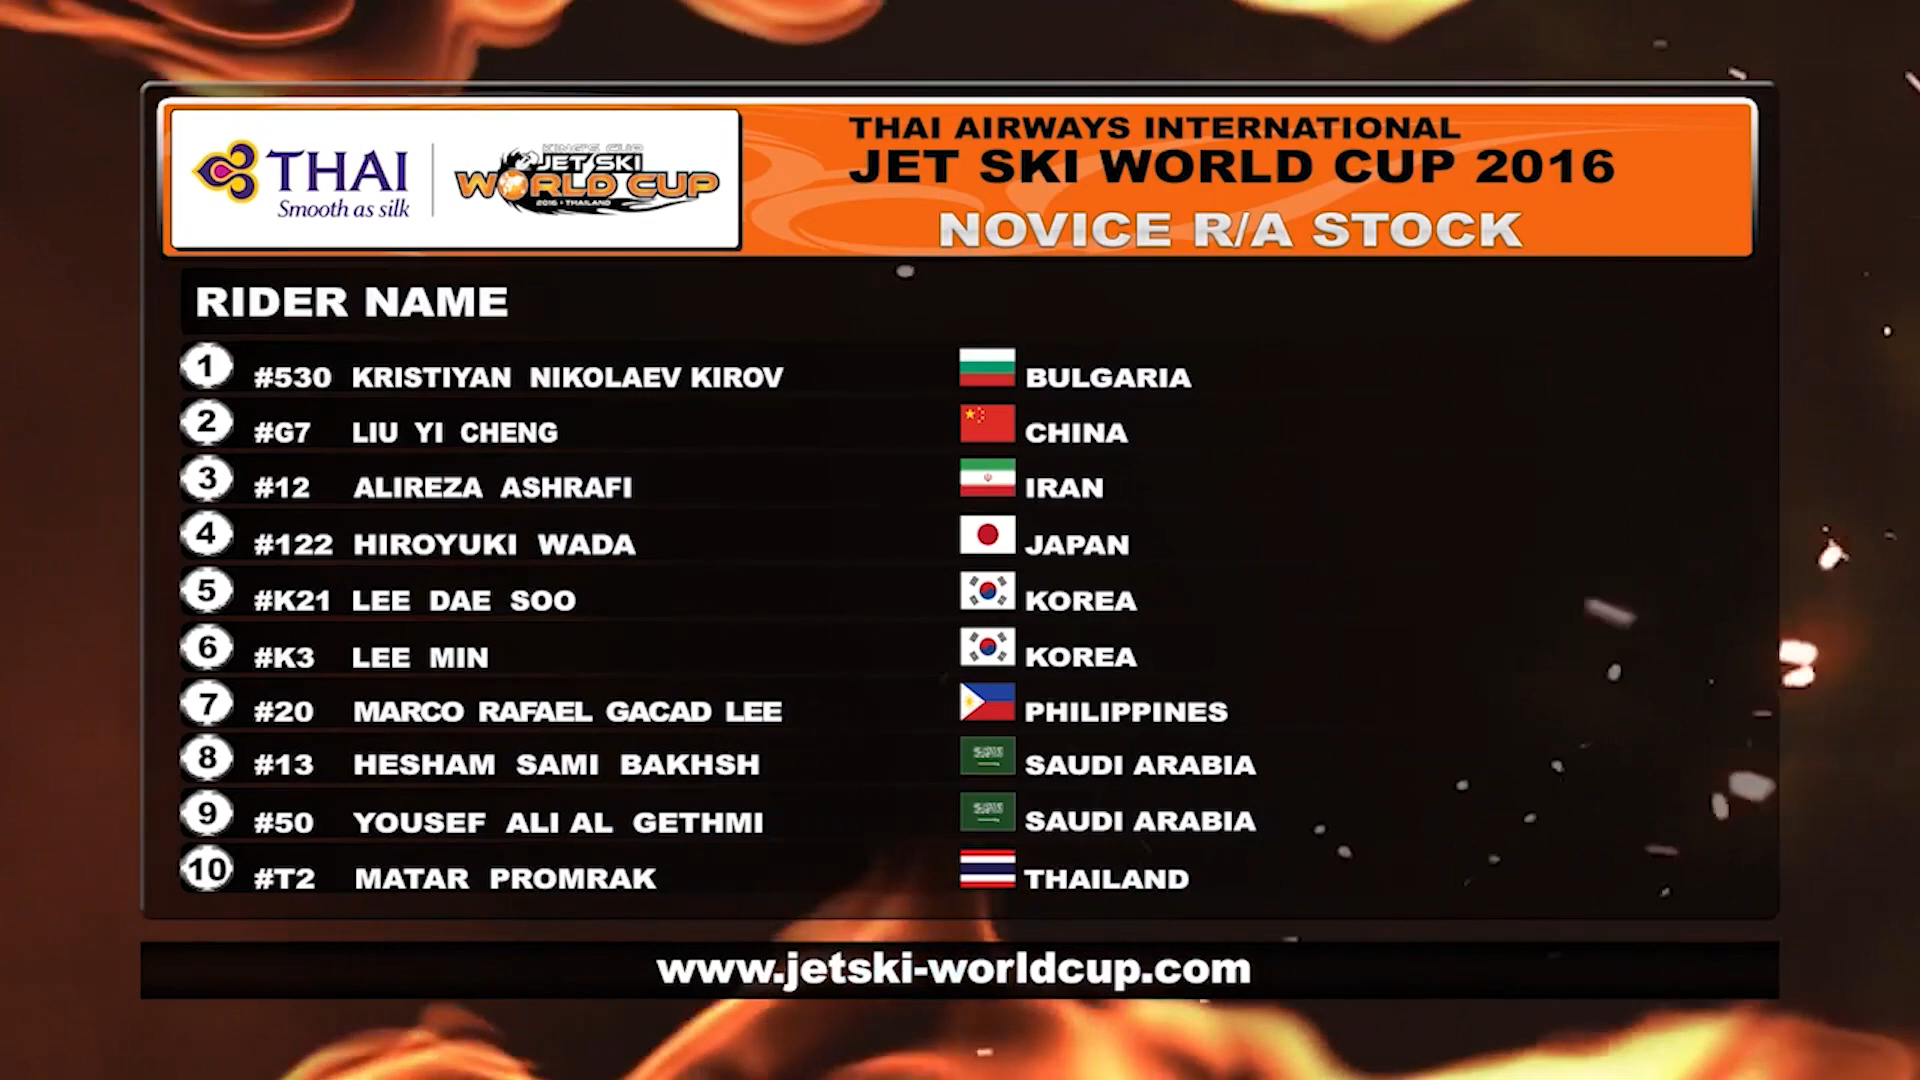 THAI
Smooth as silk
KING'S CUP
JET SKI
WORLD CUP
2016 • THAILAND
THAI AIRWAYS INTERNATIONAL
JET SKI WORLD CUP 2016
NOVICE R/A STOCK
RIDER NAME
1 #530 KRISTIYAN NIKOLAEV KIROV BULGARIA
2 #G7 LIU YI CHENG CHINA
3 #12 ALIREZA ASHRAFI IRAN
4 #122 HIROYUKI WADA JAPAN
5 #K21 LEE DAE SOO KOREA
6 #K3 LEE MIN KOREA
7 #20 MARCO RAFAEL GACAD LEE PHILIPPINES
8 #13 HESHAM SAMI BAKHSH SAUDI ARABIA
9 #50 YOUSEF ALI AL GETHMI SAUDI ARABIA
10 #T2 MATAR PROMRAK THAILAND
www.jetski-worldcup.com